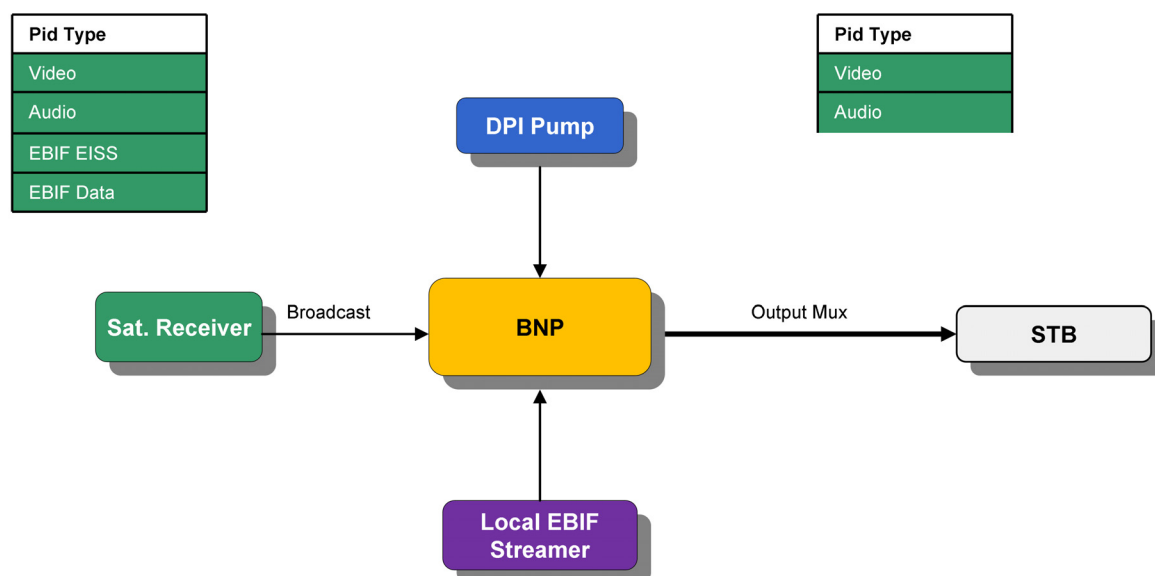 Pid Type
Video
Audio
EBIF EISS
EBIF Data
Pid Type
Video
Audio
DPI Pump
Sat. Receiver
Broadcast
BNP
Output Mux
STB
Local EBIF
Streamer